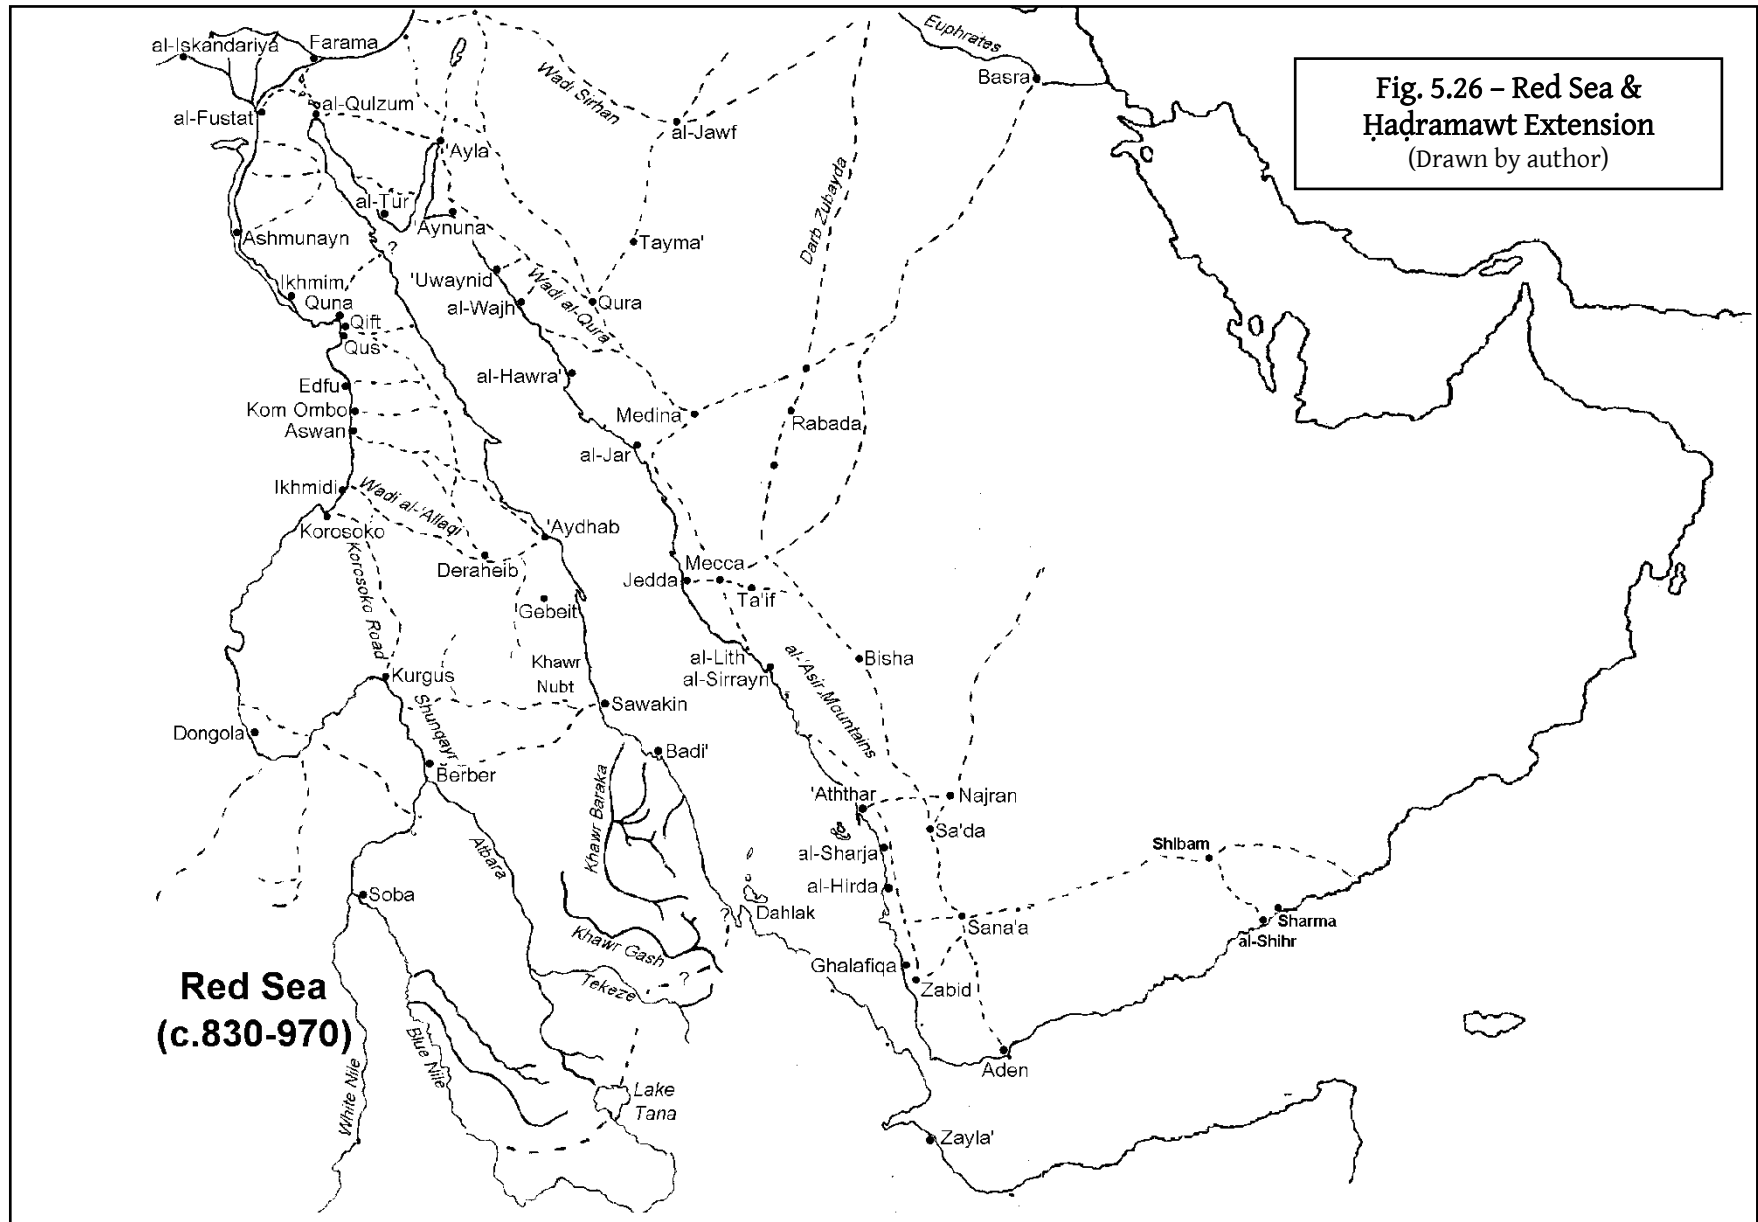 Fig. 5.26 – Red Sea &
Ḥaḍramawt Extension
(Drawn by author)
Euphrates
al-Iskandariya
Farama
Wadi Sirhan
Basra
al-Qulzum
al-Fustat
al-Jawf
'Ayla
Darb Zubayda
al-Tur
'Aynuna
Ashmunayn
?
Tayma'
'Uwaynid
Wadi al-Qura
Ikhmim
Quna
al-Wajh
Qura
Qift
Qus
al-Hawra'
Edfu
Kom Ombo
Medina
Rabada
Aswan
al-Jar
Ikhmidi
Wadi al-'Allaqi
Korosoko
'Aydhab
Korosoko Road
Deraheib
Mecca
Jedda
Ta'if
Gebeit
Khawr
Nubt
al-Lith
al-Sirrayn
al-'Asir Mountains
Bisha
Kurgus
Shunqayr
Sawakin
Dongola
Badi'
Berber
Khawr Baraka
'Aththar
Najran
Sa'da
Atbara
al-Sharja
Shibam
al-Hirda
Soba
?
Dahlak
Sana'a
Sharma
al-Shihr
Khawr Gash
Ghalafiqa
?
Tekeze
Zabid
Red Sea
(c.830-970)
Blue Nile
White Nile
Aden
Lake
Tana
Zayla'